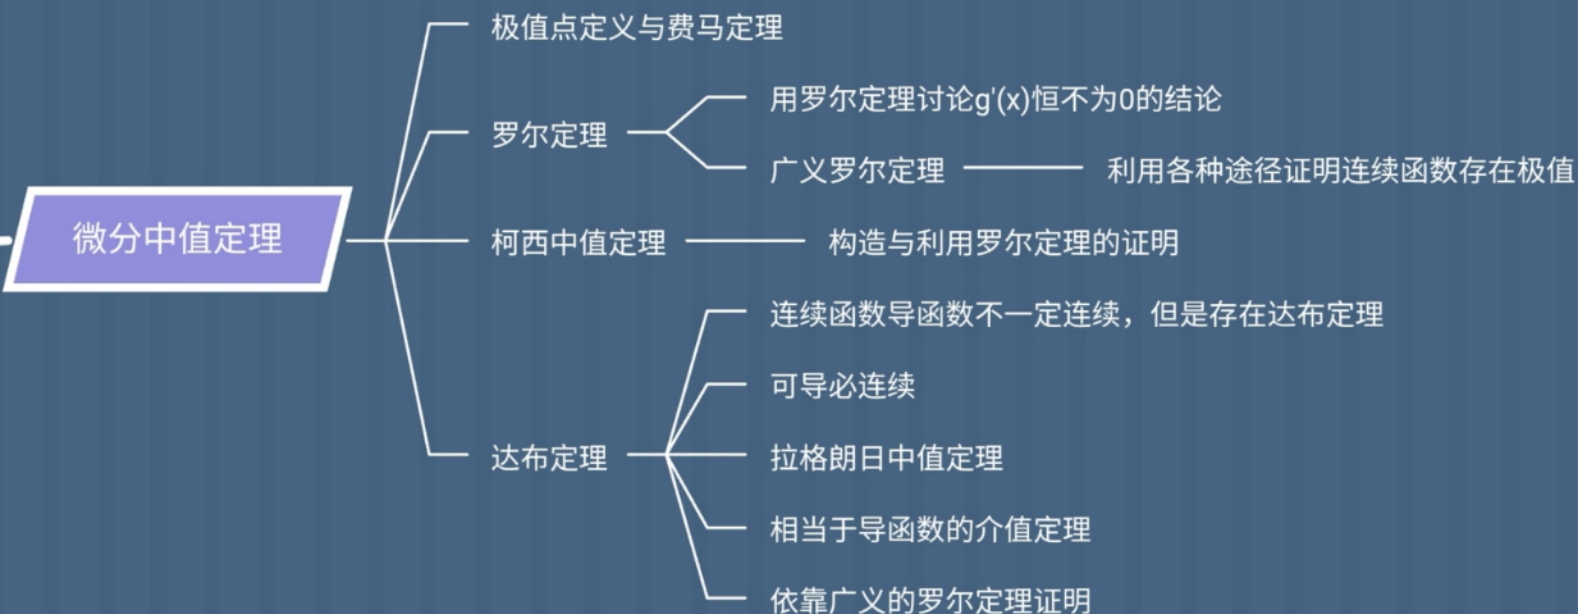 极值点定义与费马定理
用罗尔定理讨论g'(x)恒不为0的结论
罗尔定理
广义罗尔定理
利用各种途径证明连续函数存在极值
微分中值定理
柯西中值定理
构造与利用罗尔定理的证明
连续函数导函数不一定连续，但是存在达布定理
可导必连续
达布定理
拉格朗日中值定理
相当于导函数的介值定理
依靠广义的罗尔定理证明